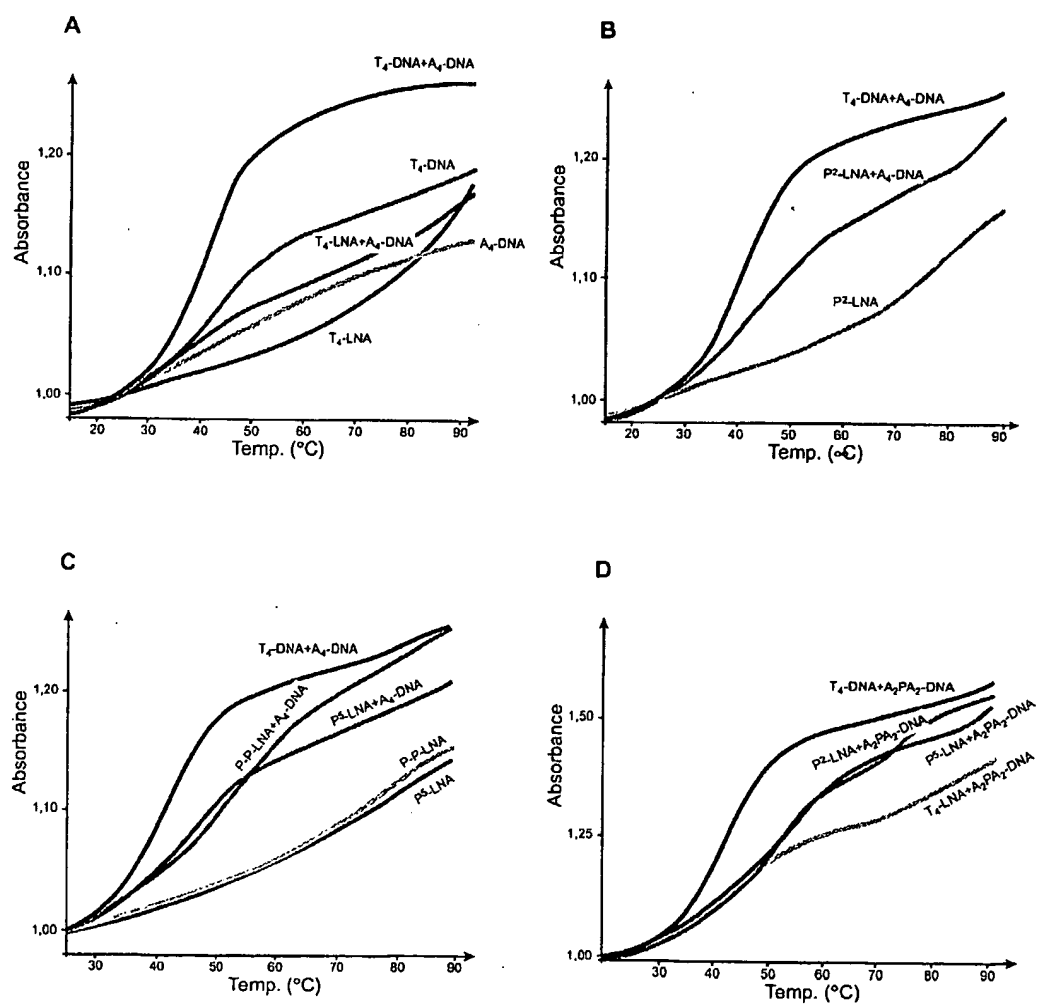 A
Absorbance
1,20
1,10
1,00
T4-DNA+A4-DNA
T4-DNA
T4-LNA+A4-DNA
A4-DNA
T4-LNA
20 30 40 50 60 70 80 90
Temp. (°C)
B
Absorbance
1,20
1,10
1,00
T4-DNA+A4-DNA
P2-LNA+A4-DNA
P2-LNA
20 30 40 50 60 70 80 90
Temp. (∝C)
C
Absorbance
1,20
1,10
1,00
T4-DNA+A4-DNA
P-P-LNA+A4-DNA
P5-LNA+A4-DNA
P-P-LNA
P5-LNA
30 40 50 60 70 80 90
Temp. (°C)
D
Absorbance
1,50
1,25
1,00
T4-DNA+A2PA2-DNA
P2-LNA+A2PA2-DNA
P5-LNA+A2PA2-DNA
T4-LNA+A2PA2-DNA
30 40 50 60 70 80 90
Temp. (°C)